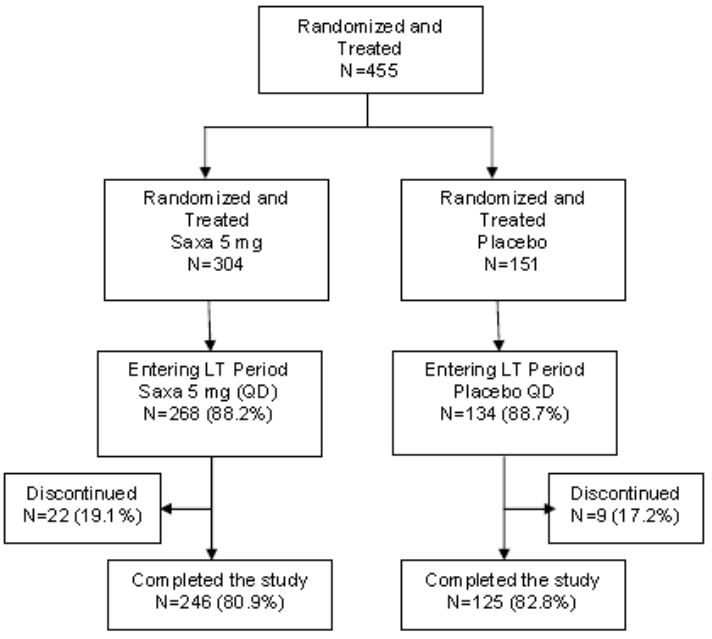 Randomized and
Treated
N=455
Randomized and
Treated
Saxa 5 mg
N=304
Randomized and
Treated
Placebo
N=151
Entering LT Period
Saxa 5 mg (QD)
N=268 (88.2%)
Entering LT Period
Placebo QD
N=134 (88.7%)
Discontinued
N=22 (19.1%)
Discontinued
N=9 (17.2%)
Completed the study
N=246 (80.9%)
Completed the study
N=125 (82.8%)